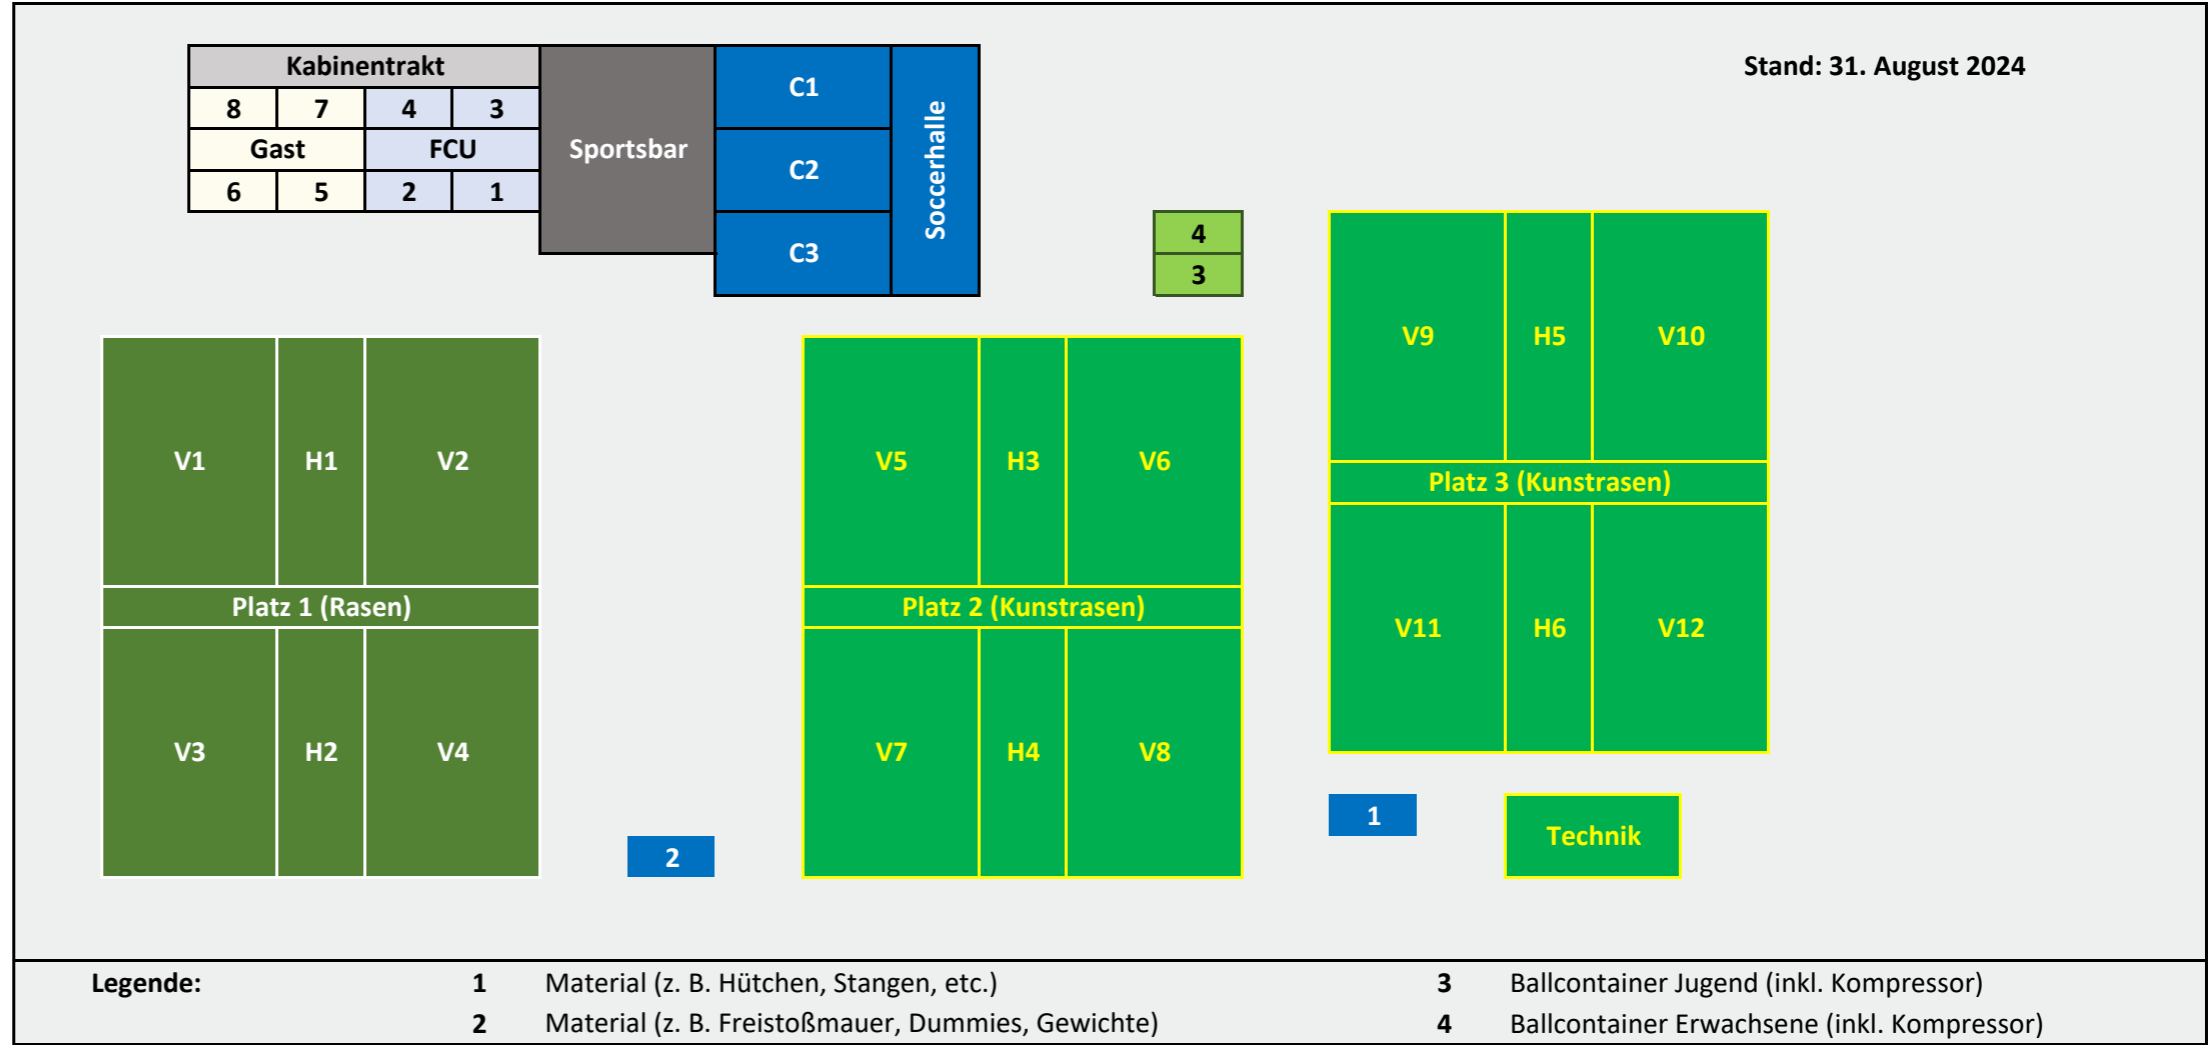 Kabinentrakt
8 7 4 3
Gast FCU
6 5 2 1
Sportsbar
C1
C2
C3
Soccerhalle
Stand: 31. August 2024
4
3
V1 H1 V2
Platz 1 (Rasen)
V3 H2 V4
2
V5 H3 V6
Platz 2 (Kunstrasen)
V7 H4 V8
V9 H5 V10
Platz 3 (Kunstrasen)
V11 H6 V12
1
Technik
Legende:
1 Material (z. B. Hütchen, Stangen, etc.)
2 Material (z. B. Freistoßmauer, Dummies, Gewichte)
3 Ballcontainer Jugend (inkl. Kompressor)
4 Ballcontainer Erwachsene (inkl. Kompressor)